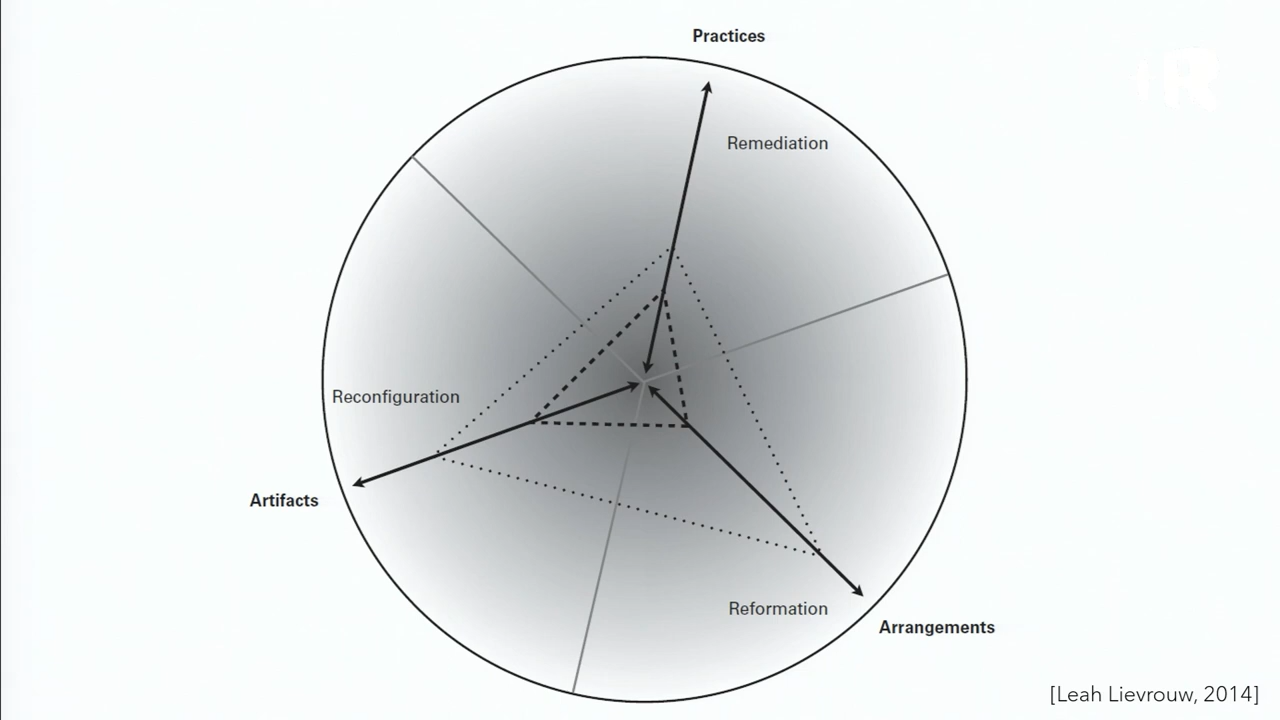 Practices
Remediation
Reconfiguration
Artifacts
Reformation
Arrangements
[Leah Lievrouw, 2014]